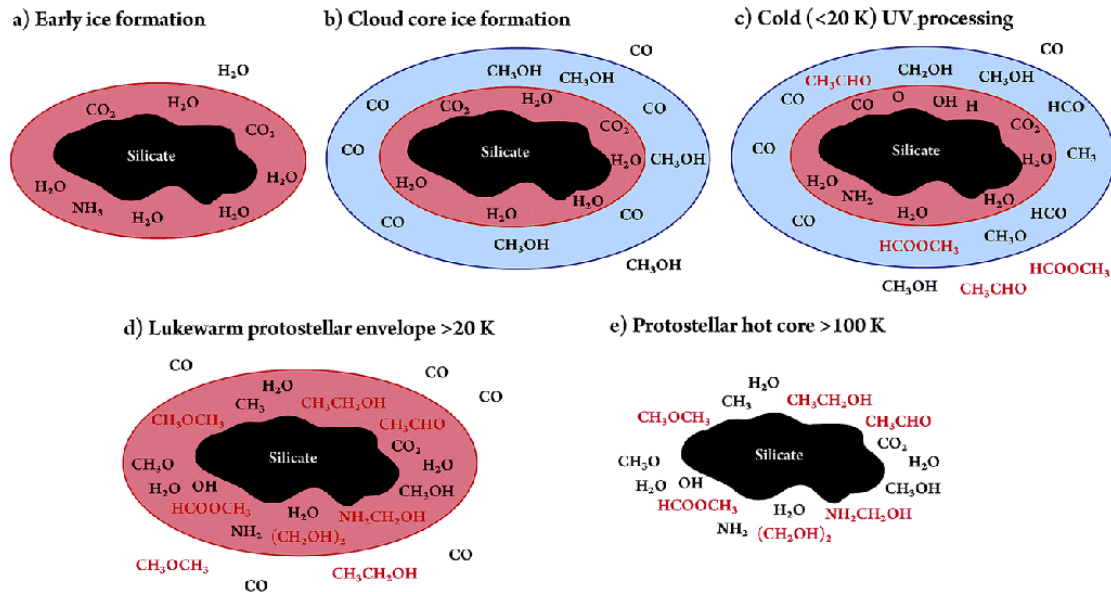 a) Early ice formation
H₂O
CO₂
H₂O
CO₂
Silicate
H₂O
H₂O
NH₃
H₂O
H₂O
b) Cloud core ice formation
CO
CH₃OH
CH₃OH
CO
CO₂
H₂O
CO
CO₂
CO
Silicate
H₂O
CH₃OH
H₂O
H₂O
CO
H₂O
CO
CH₃OH
CH₃OH
c) Cold (<20 K) UV-processing
CO
CH₃CHO
CH₂OH
CH₃OH
CO
CO
O
OH
H
HCO
CO₂
CO
Silicate
H₂O
CH₃
H₂O
NH₂
H₂O
CO
H₂O
HCO
HCOOCH₃
CH₃O
HCOOCH₃
CH₃OH
CH₃CHO
d) Lukewarm protostellar envelope >20 K
CO
CO
H₂O
CO
CH₃
CH₃CH₂OH
CH₃OCH₃
CH₃CHO
CO₂
Silicate
CH₃O
H₂O
H₂O
OH
CH₃OH
HCOOCH₃
H₂O
NH₂CH₂OH
NH₂
(CH₂OH)₂
CO
CH₃OCH₃
CH₃CH₂OH
CO
e) Protostellar hot core >100 K
H₂O
CH₃
CH₃CH₂OH
CH₃OCH₃
CH₃CHO
CO₂
Silicate
CH₃O
H₂O
H₂O
OH
CH₃OH
HCOOCH₃
H₂O
NH₂CH₂OH
NH₂
(CH₂OH)₂